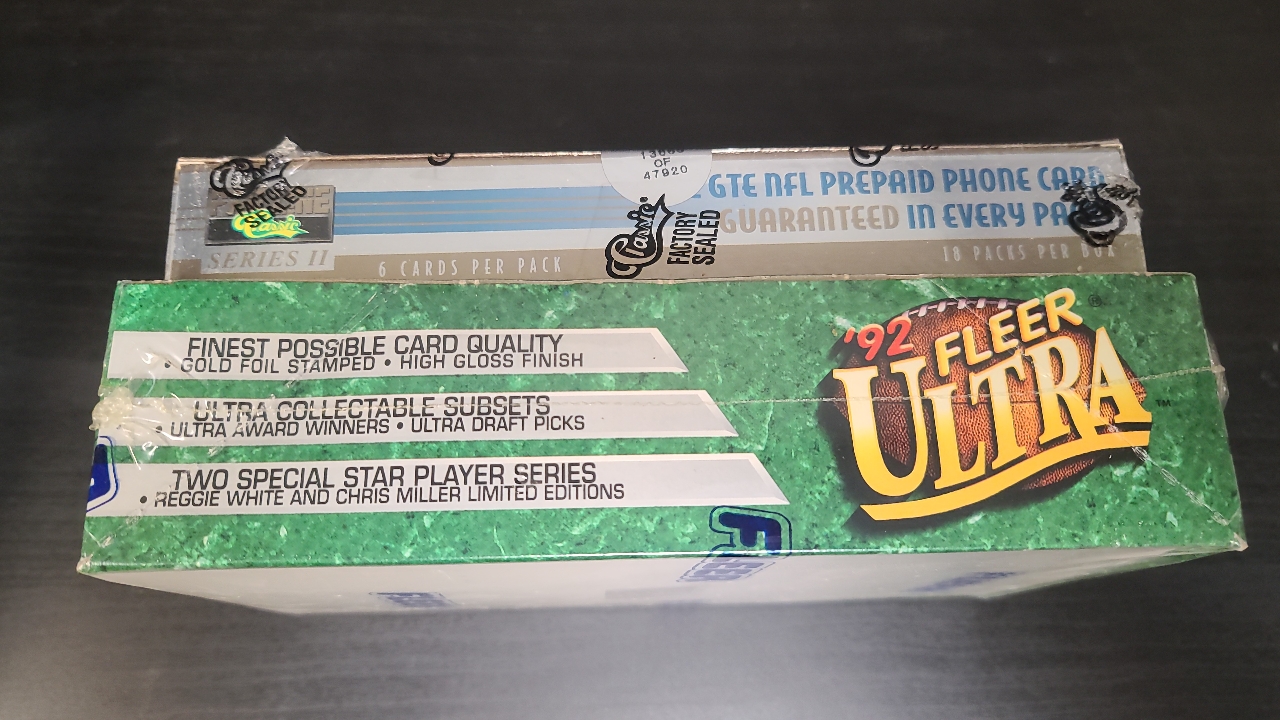 OF
47920
GTE NFL PREPAID PHONE CARD
GUARANTEED IN EVERY
Classic
FACTORY
SEALED
FACTORY
SEALED
Classic
SERIES II
6 CARDS PER PACK
18 PACKS PER BOX
FINEST POSSIBLE CARD QUALITY
• GOLD FOIL STAMPED • HIGH GLOSS FINISH
ULTRA COLLECTABLE SUBSETS
• ULTRA AWARD WINNERS • ULTRA DRAFT PICKS
TWO SPECIAL STAR PLAYER SERIES
• REGGIE WHITE AND CHRIS MILLER LIMITED EDITIONS
'92 FLEER ®
ULTRA ™
FLEER